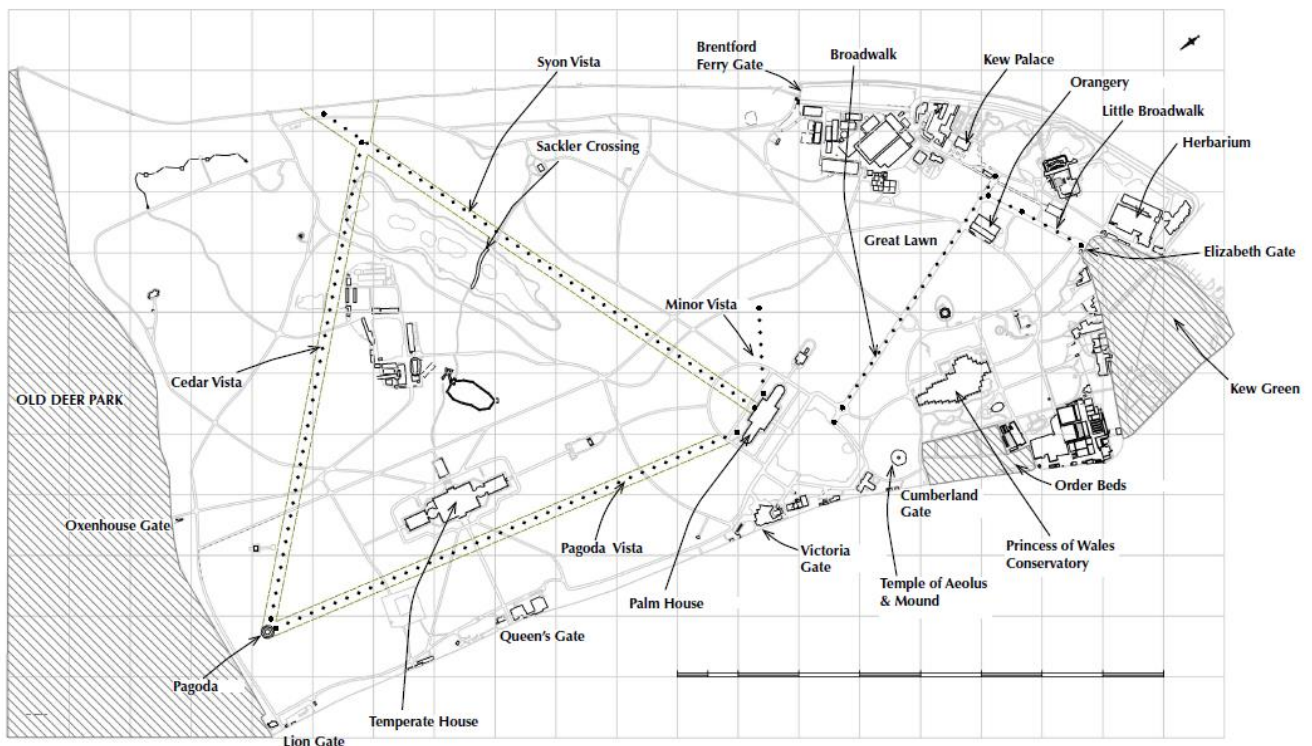 Syon Vista
Sackler Crossing
Brentford
Ferry Gate
Broadwalk
Kew Palace
Orangery
Little Broadwalk
Herbarium
Great Lawn
Elizabeth Gate
Minor Vista
Cedar Vista
OLD DEER PARK
Kew Green
Oxenhouse Gate
Pagoda Vista
Victoria
Gate
Cumberland
Gate
Order Beds
Princess of Wales
Conservatory
Temple of Aeolus
& Mound
Palm House
Queen's Gate
Pagoda
Temperate House
Lion Gate